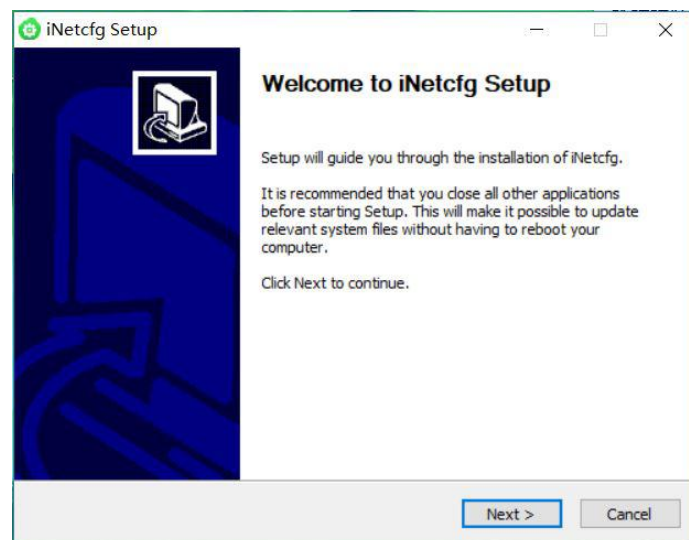 iNetcfg Setup
Welcome to iNetcfg Setup
Setup will guide you through the installation of iNetcfg.
It is recommended that you close all other applications
before starting Setup. This will make it possible to update
relevant system files without having to reboot your
computer.
Click Next to continue.
Next >
Cancel